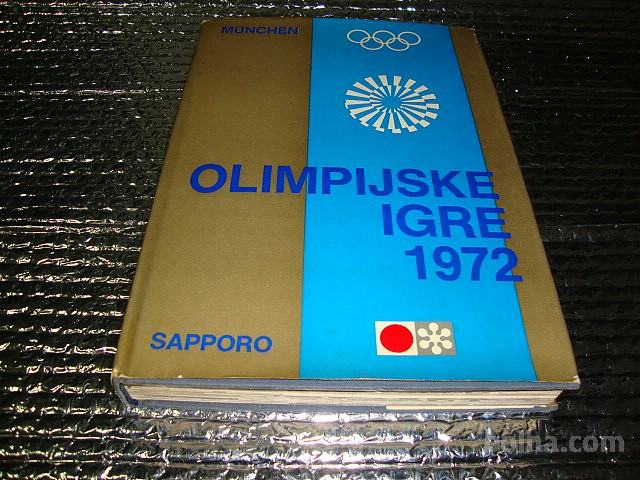 MÜNCHEN
OLIMPIJSKE
IGRE
1972
SAPPORO
bolha.com